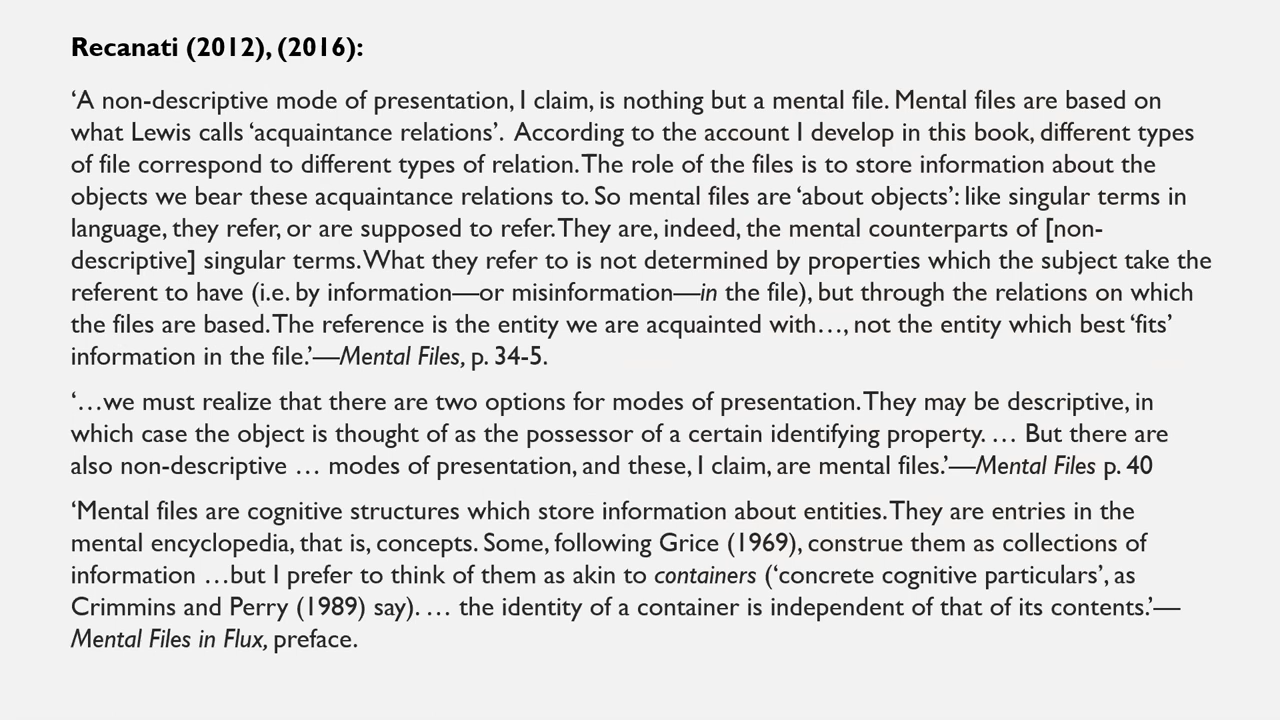 Recanati (2012), (2016):
‘A non-descriptive mode of presentation, I claim, is nothing but a mental file. Mental files are based on
what Lewis calls ‘acquaintance relations’.  According to the account I develop in this book, different types
of file correspond to different types of relation. The role of the files is to store information about the
objects we bear these acquaintance relations to. So mental files are ‘about objects’: like singular terms in
language, they refer, or are supposed to refer. They are, indeed, the mental counterparts of [non-
descriptive] singular terms. What they refer to is not determined by properties which the subject take the
referent to have (i.e. by information—or misinformation—in the file), but through the relations on which
the files are based. The reference is the entity we are acquainted with…, not the entity which best ‘fits’
information in the file.’—Mental Files, p. 34-5.
‘…we must realize that there are two options for modes of presentation. They may be descriptive, in
which case the object is thought of as the possessor of a certain identifying property. … But there are
also non-descriptive … modes of presentation, and these, I claim, are mental files.’—Mental Files p. 40
‘Mental files are cognitive structures which store information about entities. They are entries in the
mental encyclopedia, that is, concepts. Some, following Grice (1969), construe them as collections of
information …but I prefer to think of them as akin to containers (‘concrete cognitive particulars’, as
Crimmins and Perry (1989) say). … the identity of a container is independent of that of its contents.’—
Mental Files in Flux, preface.